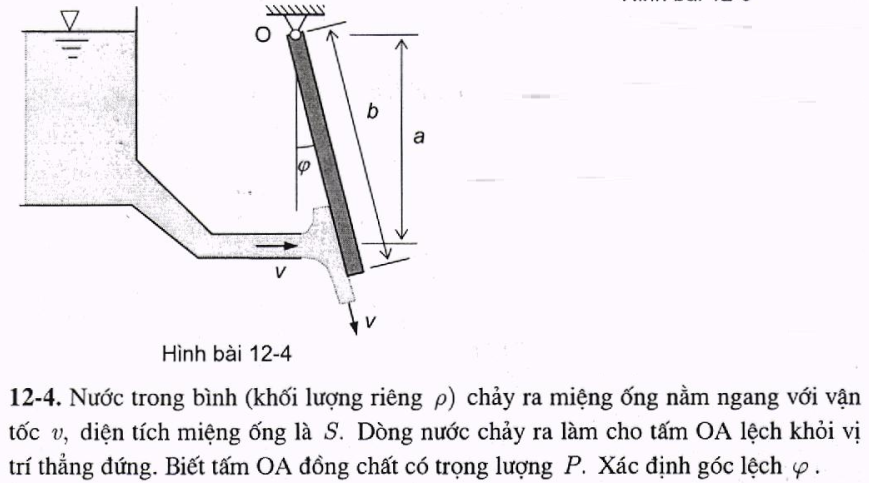 O
b
a
φ
v
v
Hình bài 12-4
12-4. Nước trong bình (khối lượng riêng ρ) chảy ra miệng ống nằm ngang với vận
tốc v, diện tích miệng ống là S. Dòng nước chảy ra làm cho tấm OA lệch khỏi vị
trí thẳng đứng. Biết tấm OA đồng chất có trọng lượng P. Xác định góc lệch φ.